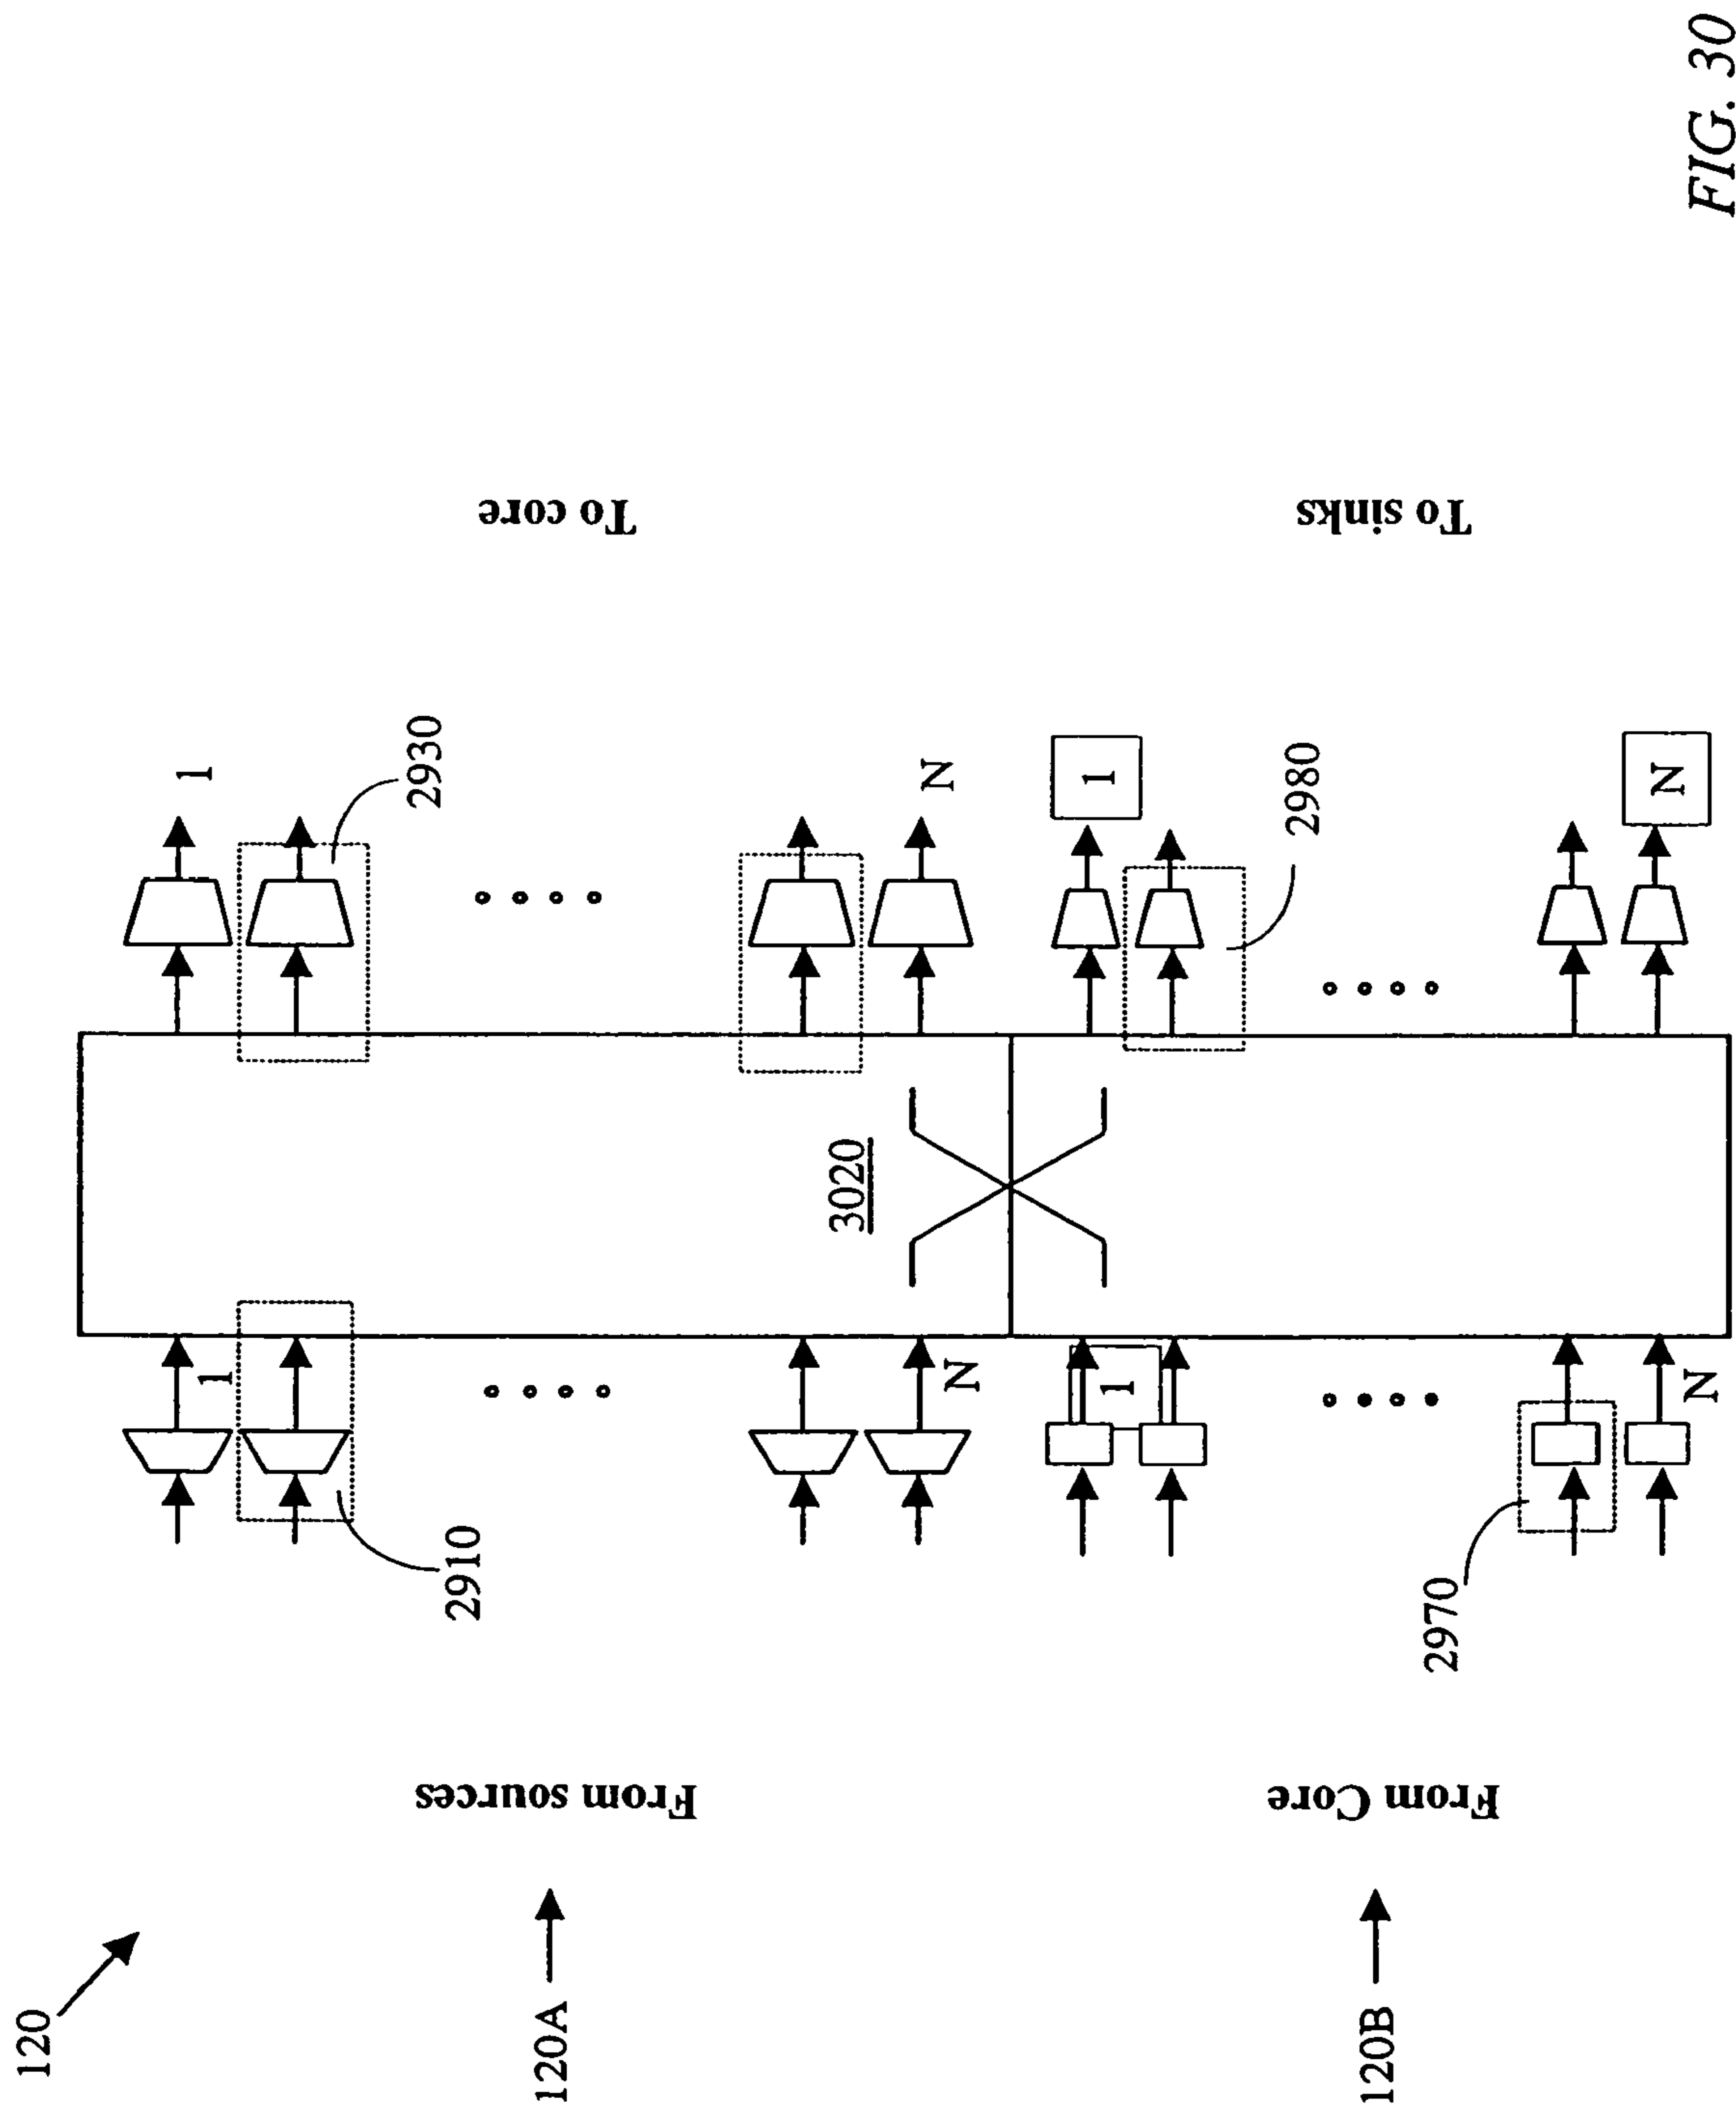 120
120A
120B
From sources
From Core
2910
2970
1
N
1
N
3020
1
2930
N
1
2980
N
To core
To sinks
FIG. 30